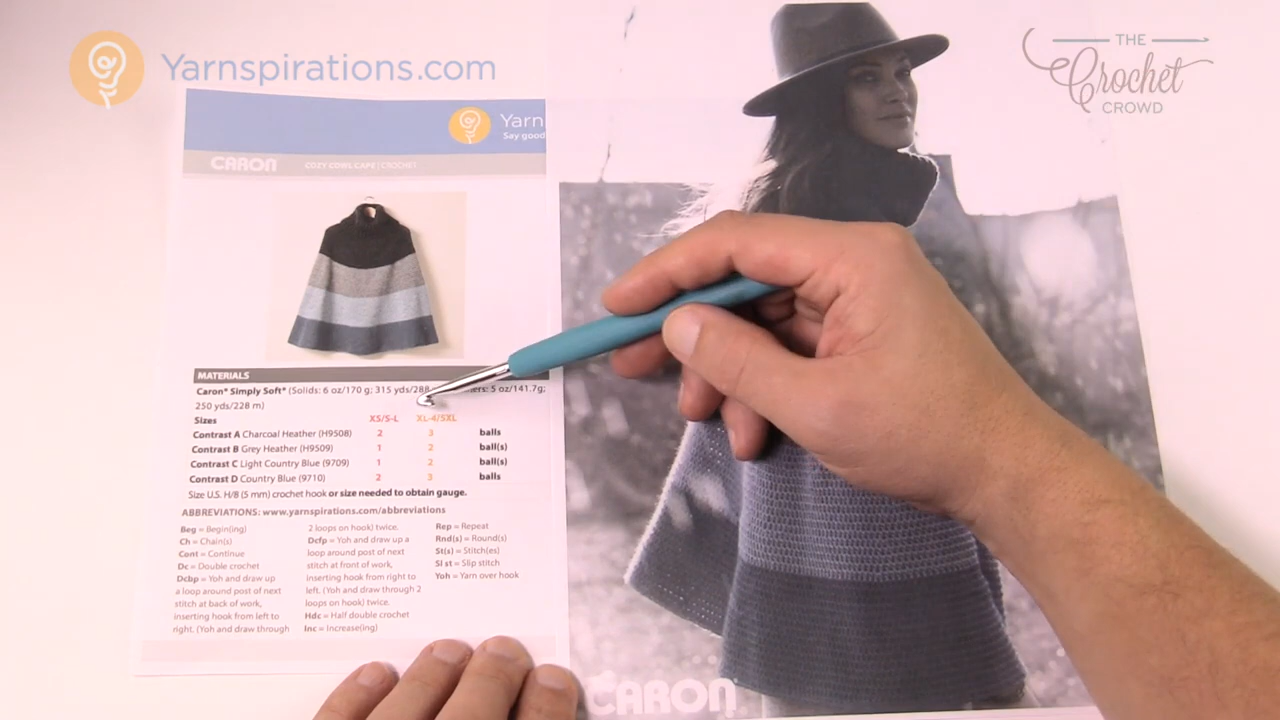 Yarnspirations.com
THE
Crochet
CROWD
Yarn
Say good
CARON COZY COWL CAPE | CROCHET
MATERIALS
Caron® Simply Soft® (Solids: 6 oz/170 g; 315 yds/288 ers: 5 oz/141.7g;
250 yds/228 m)
Sizes XS/S-L XL-4/5XL
Contrast A Charcoal Heather (H9508) 2 3 balls
Contrast B Grey Heather (H9509) 1 2 ball(s)
Contrast C Light Country Blue (9709) 1 2 ball(s)
Contrast D Country Blue (9710) 2 3 balls
Size U.S. H/8 (5 mm) crochet hook or size needed to obtain gauge.
ABBREVIATIONS: www.yarnspirations.com/abbreviations
Beg = Begin(ing)
Ch = Chain(s)
Cont = Continue
Dc = Double crochet
Dcbp = Yoh and draw up
a loop around post of next
stitch at back of work,
inserting hook from left to
right. (Yoh and draw through
2 loops on hook) twice.
Dcfp = Yoh and draw up a
loop around post of next
stitch at front of work,
inserting hook from right to
left. (Yoh and draw through 2
loops on hook) twice.
Hdc = Half double crochet
Inc = Increase(ing)
Rep = Repeat
Rnd(s) = Round(s)
St(s) = Stitch(es)
Sl st = Slip stitch
Yoh = Yarn over hook
CARON